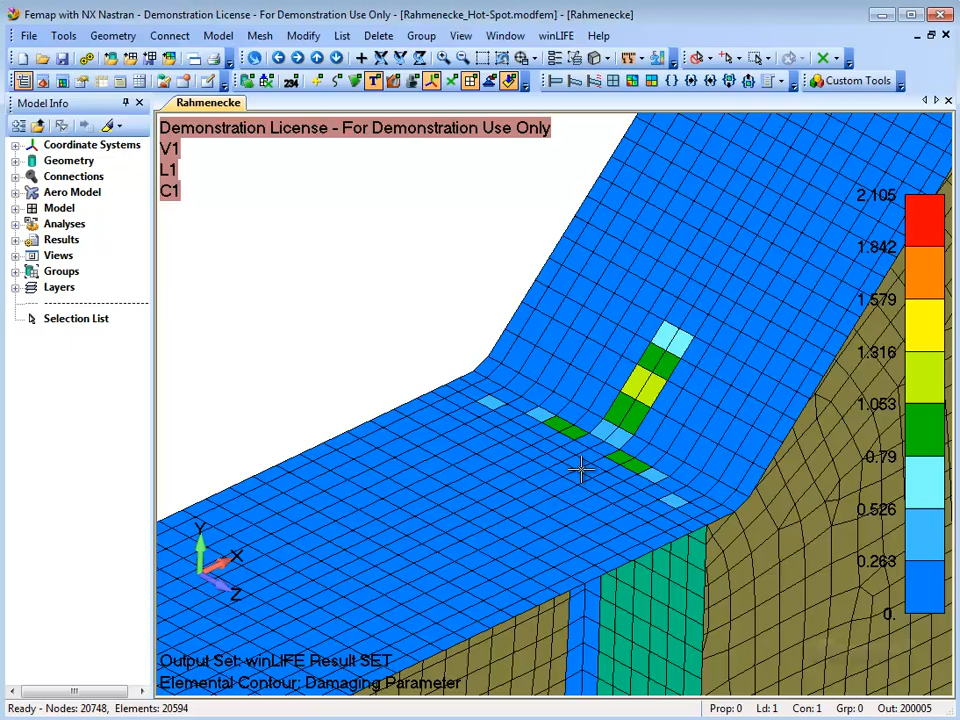 Femap with NX Nastran - Demonstration License - For Demonstration Use Only - [Rahmenecke_Hot-Spot.modfem] - [Rahmenecke]
File Tools Geometry Connect Model Mesh Modify List Delete Group View Window winLIFE Help
234
Custom Tools
Model Info
Coordinate Systems
Geometry
Connections
Aero Model
Model
Analyses
Results
Views
Groups
Layers
Selection List
Rahmenecke
Demonstration License - For Demonstration Use Only
V1
L1
C1
2.105
1.842
1.579
1.316
1.053
0.79
0.526
0.263
0.
Y
X
Z
Output Set: winLIFE Result SET
Elemental Contour: Damaging Parameter
Ready - Nodes: 20748, Elements: 20594
Prop: 0 Ld: 1 Con: 1 Grp: 0 Out: 200005